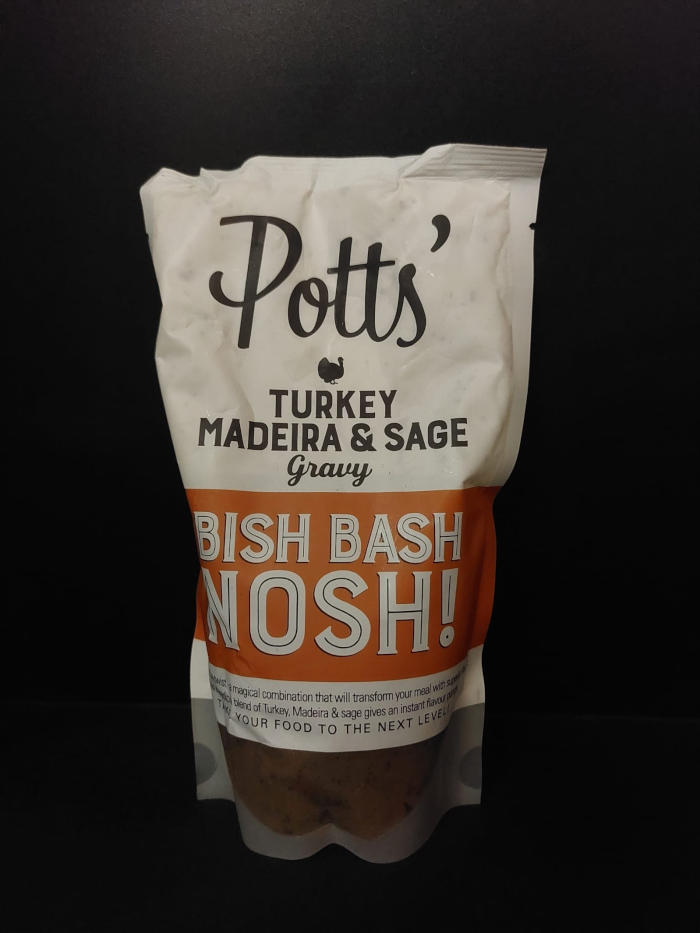 Potts'
TURKEY
MADEIRA & SAGE
Gravy
BISH BASH
NOSH!
magical combination that will transform your meal with
blend of Turkey, Madeira & sage gives an instant flavour
YOUR FOOD TO THE NEXT LEVEL!